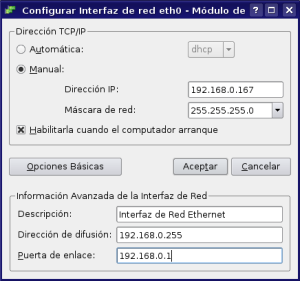 Configurar Interfaz de red eth0 - Módulo de
Dirección TCP/IP
Automática: dhcp
Manual:
Dirección IP: 192.168.0.167
Máscara de red: 255.255.255.0
Habilitarla cuando el computador arranque
Opciones Básicas Aceptar Cancelar
Información Avanzada de la Interfaz de Red
Descripción: Interfaz de Red Ethernet
Dirección de difusión: 192.168.0.255
Puerta de enlace: 192.168.0.1